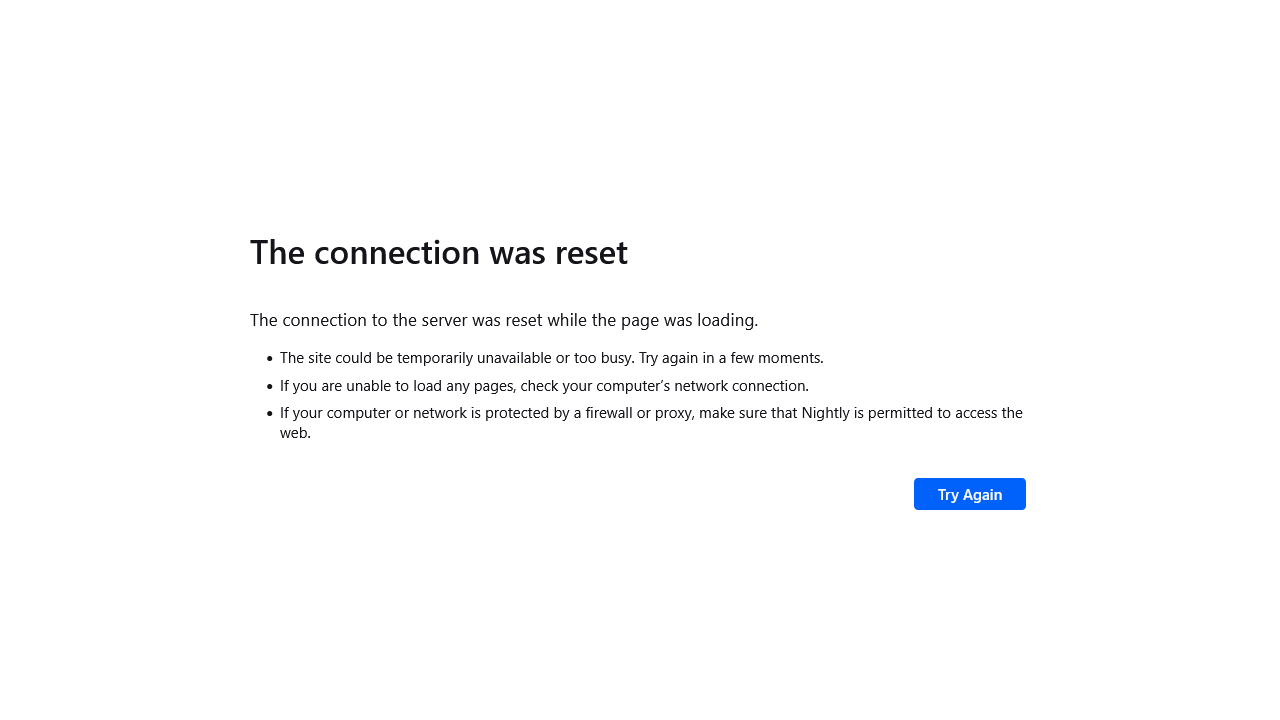 The connection was reset
The connection to the server was reset while the page was loading.
• The site could be temporarily unavailable or too busy. Try again in a few moments.
• If you are unable to load any pages, check your computer’s network connection.
• If your computer or network is protected by a firewall or proxy, make sure that Nightly is permitted to access the
web.
Try Again